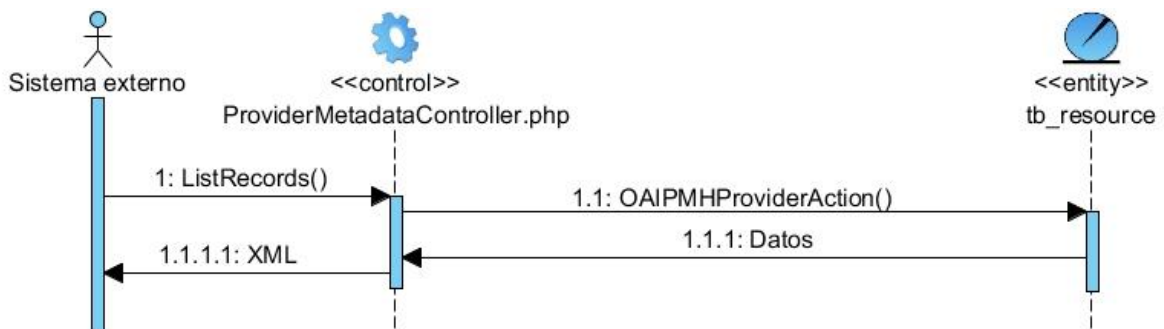 Sistema externo
<<control>>
ProviderMetadataController.php
<<entity>>
tb_resource
1: ListRecords()
1.1: OAIPMHProviderAction()
1.1.1: Datos
1.1.1.1: XML